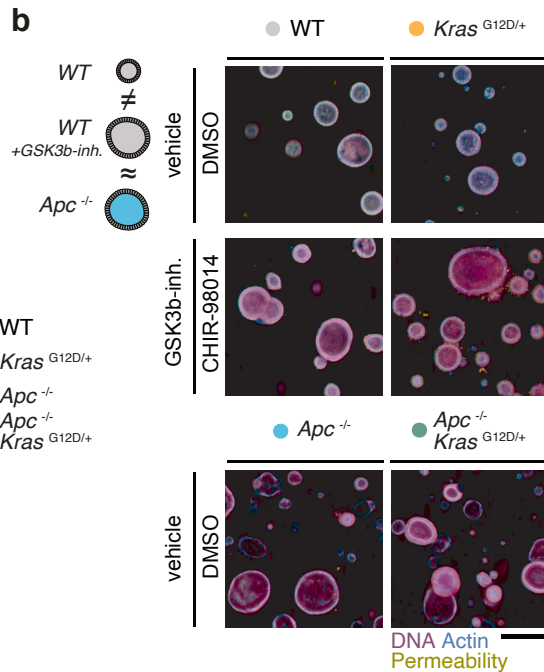 b
WT
≠
WT
+GSK3b-inh.
≈
Apc -/-
WT
Kras G12D/+
vehicle
DMSO
GSK3b-inh.
CHIR-98014
WT
Kras G12D/+
Apc -/-
Apc -/-
Kras G12D/+
Apc -/-
Apc -/-
Kras G12D/+
vehicle
DMSO
DNA Actin
Permeability